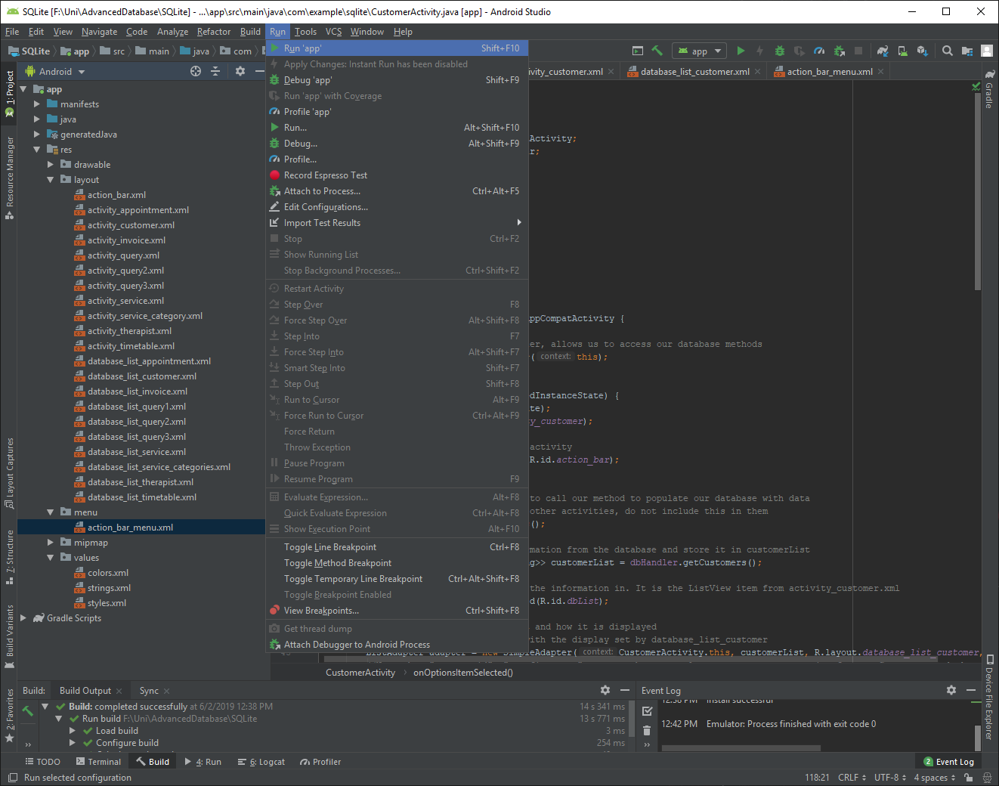 SQLite [F:\Uni\AdvancedDatabase\SQLite] - ...\app\src\main\java\com\example\sqlite\CustomerActivity.java [app] - Android Studio
File Edit View Navigate Code Analyze Refactor Build Run Tools VCS Window Help
SQLite app src main java com
app
Android
ivity_customer.xml database_list_customer.xml action_bar_menu.xml
1: Project
Resource Manager
Layout Captures
7: Structure
Build Variants
2: Favorites
Gradle
Device File Explorer
app
manifests
java
generatedJava
res
drawable
layout
action_bar.xml
activity_appointment.xml
activity_customer.xml
activity_invoice.xml
activity_query.xml
activity_query2.xml
activity_query3.xml
activity_service.xml
activity_service_category.xml
activity_therapist.xml
activity_timetable.xml
database_list_appointment.xml
database_list_customer.xml
database_list_invoice.xml
database_list_query1.xml
database_list_query2.xml
database_list_query3.xml
database_list_service.xml
database_list_service_categories.xml
database_list_therapist.xml
database_list_timetable.xml
menu
action_bar_menu.xml
mipmap
values
colors.xml
strings.xml
styles.xml
Gradle Scripts
Run 'app' Shift+F10
Apply Changes: Instant Run has been disabled
Debug 'app' Shift+F9
Run 'app' with Coverage
Profile 'app'
Run... Alt+Shift+F10
Debug... Alt+Shift+F9
Profile...
Record Espresso Test
Attach to Process... Ctrl+Alt+F5
Edit Configurations...
Import Test Results
Stop Ctrl+F2
Show Running List
Stop Background Processes... Ctrl+Shift+F2
Restart Activity
Step Over F8
Force Step Over Alt+Shift+F8
Step Into F7
Force Step Into Alt+Shift+F7
Smart Step Into Shift+F7
Step Out Shift+F8
Run to Cursor Alt+F9
Force Run to Cursor Ctrl+Alt+F9
Force Return
Throw Exception
Pause Program
Resume Program F9
Evaluate Expression... Alt+F8
Quick Evaluate Expression Ctrl+Alt+F8
Show Execution Point Alt+F10
Toggle Line Breakpoint Ctrl+F8
Toggle Method Breakpoint
Toggle Temporary Line Breakpoint Ctrl+Alt+Shift+F8
Toggle Breakpoint Enabled
View Breakpoints... Ctrl+Shift+F8
Get thread dump
Attach Debugger to Android Process
Activity;
r;
ppCompatActivity {
er, allows us to access our database methods
( context: this);
edInstanceState) {
te);
y_customer);
activity
R.id.action_bar);
to call our method to populate our database with data
other activities, do not include this in them
();
mation from the database and store it in customerList
g>> customerList = dbHandler.getCustomers();
the information in. It is the ListView item from activity_customer.xml
d(R.id.dbList);
and how it is displayed
with the display set by database_list_customer
ListAdapter adapter = new SimpleAdapter( context: CustomerActivity.this, customerList, R.layout.database_list_customer,
CustomerActivity onOptionsItemSelected()
Build: Build Output Sync
Build: completed successfully at 6/2/2019 12:38 PM 14 s 341 ms
Run build F:\Uni\AdvancedDatabase\SQLite 13 s 771 ms
Load build 3 ms
Configure build 254 ms
Event Log
12:38 PM Install successful
12:42 PM Emulator: Process finished with exit code 0
TODO Terminal Build 4: Run 6: Logcat Profiler 2 Event Log
Run selected configuration 118:21 CRLF UTF-8 4 spaces